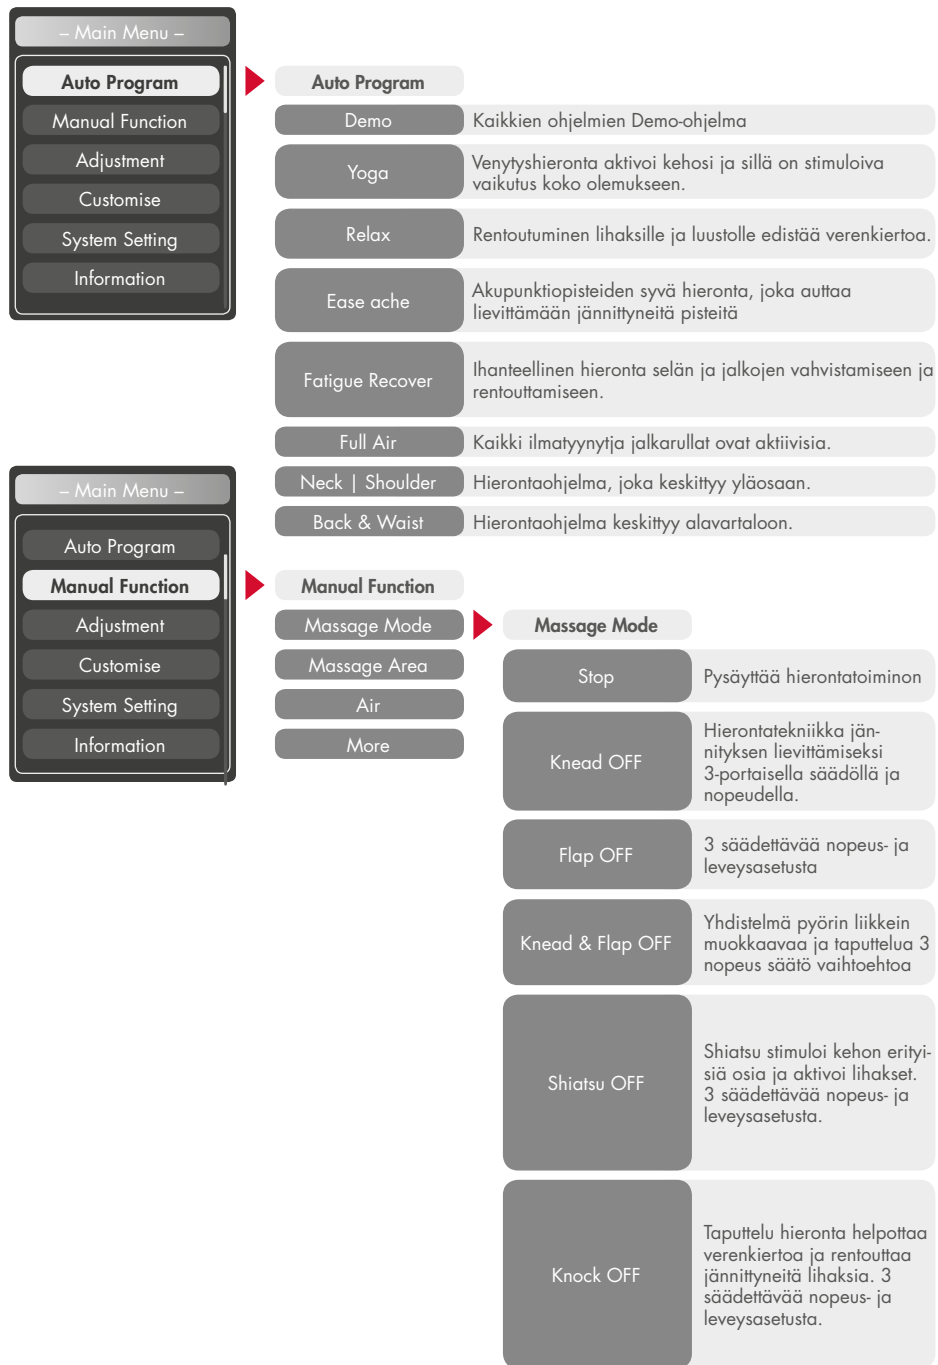 – Main Menu –
Auto Program
Manual Function
Adjustment
Customise
System Setting
Information
Auto Program
Demo
Kaikkien ohjelmien Demo-ohjelma
Yoga
Venytyshieronta aktivoi kehosi ja sillä on stimuloiva
vaikutus koko olemukseen.
Relax
Rentoutuminen lihaksille ja luustolle edistää verenkiertoa.
Ease ache
Akupunktiopisteiden syvä hieronta, joka auttaa
lievittämään jännittyneitä pisteitä
Fatigue Recover
Ihanteellinen hieronta selän ja jalkojen vahvistamiseen ja
rentouttamiseen.
Full Air
Kaikki ilmatyynytja jalkarullat ovat aktiivisia.
Neck | Shoulder
Hierontaohjelma, joka keskittyy yläosaan.
Back & Waist
Hierontaohjelma keskittyy alavartaloon.
– Main Menu –
Auto Program
Manual Function
Adjustment
Customise
System Setting
Information
Manual Function
Massage Mode
Massage Area
Air
More
Massage Mode
Stop
Pysäyttää hierontatoiminon
Knead OFF
Hierontatekniikka jän-
nityksen lievittämiseksi
3-portaisella säädöllä ja
nopeudella.
Flap OFF
3 säädettävää nopeus- ja
leveysasetusta
Knead & Flap OFF
Yhdistelmä pyörin liikkein
muokkaavaa ja taputtelua 3
nopeus säätö vaihtoehtoa
Shiatsu OFF
Shiatsu stimuloi kehon erityi-
siä osia ja aktivoi lihakset.
3 säädettävää nopeus- ja
leveysasetusta.
Knock OFF
Taputtelu hieronta helpottaa
verenkiertoa ja rentouttaa
jännittyneitä lihaksia. 3
säädettävää nopeus- ja
leveysasetusta.